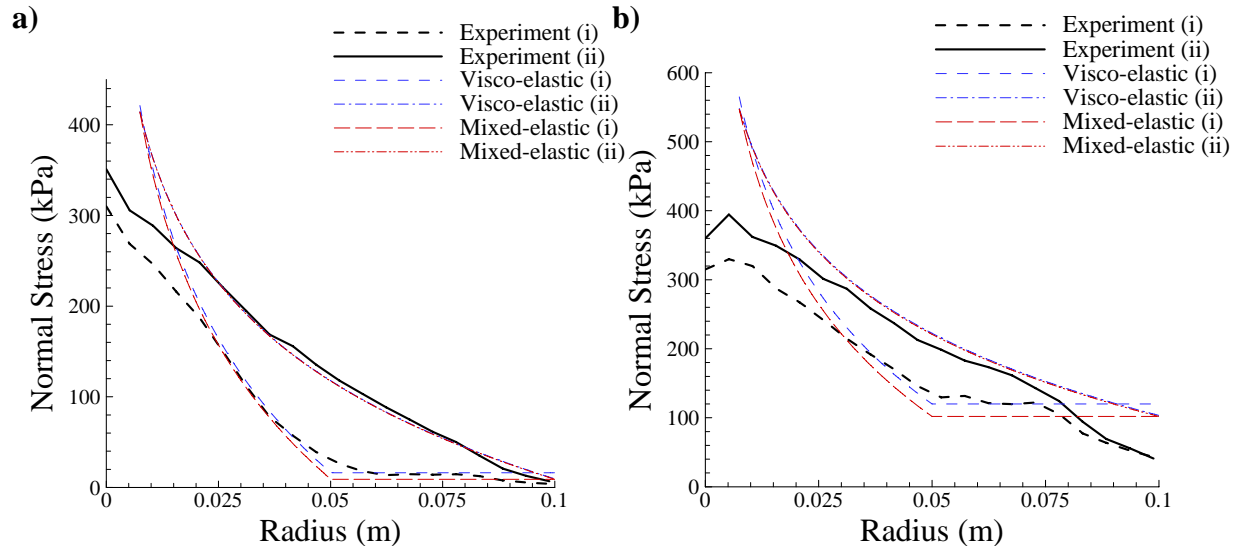 a)
Experiment (i)
Experiment (ii)
Visco-elastic (i)
Visco-elastic (ii)
Mixed-elastic (i)
Mixed-elastic (ii)
Normal Stress (kPa)
400
300
200
100
0
0 0.025 0.05 0.075 0.1
Radius (m)
b)
Experiment (i)
Experiment (ii)
Visco-elastic (i)
Visco-elastic (ii)
Mixed-elastic (i)
Mixed-elastic (ii)
Normal Stress (kPa)
600
500
400
300
200
100
0
0 0.025 0.05 0.075 0.1
Radius (m)